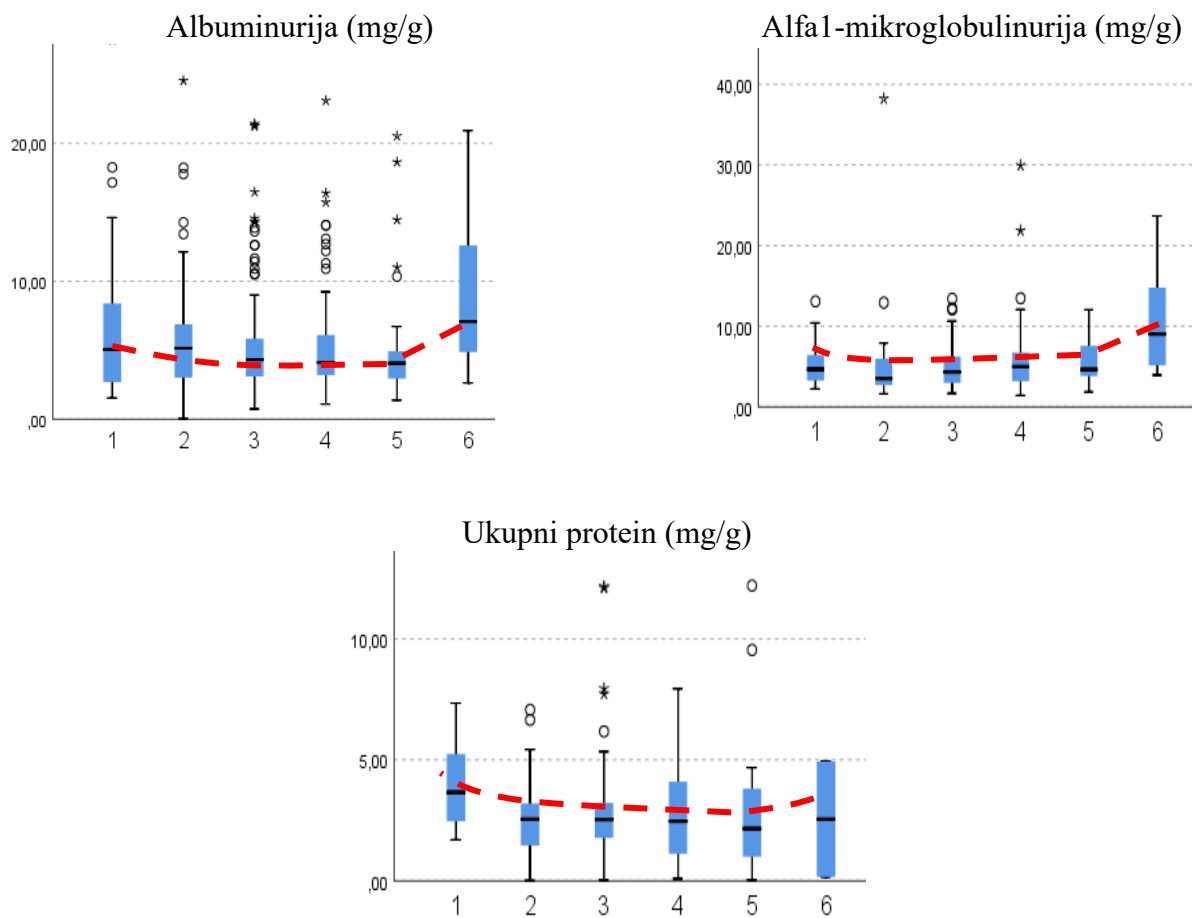 Albuminurija (mg/g)
20,00
10,00
,00
1 2 3 4 5 6
Alfa1-mikroglobulinurija (mg/g)
40,00
30,00
20,00
10,00
,00
1 2 3 4 5 6
Ukupni protein (mg/g)
10,00
5,00
,00
1 2 3 4 5 6